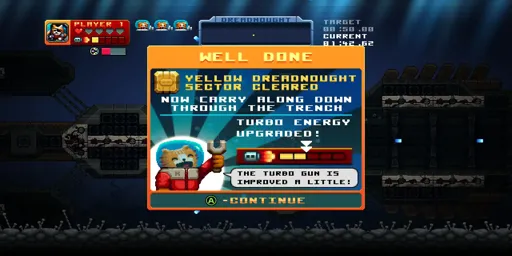 PLAYER 1
DREADNOUGHT
TARGET
00:50.00
CURRENT
01:42.62
WELL DONE
YELLOW DREADNOUGHT
SECTOR CLEARED
NOW CARRY ALONG DOWN
THROUGH THE TRENCH
TURBO ENERGY
UPGRADED!
THE TURBO GUN IS
IMPROVED A LITTLE!
A -CONTINUE